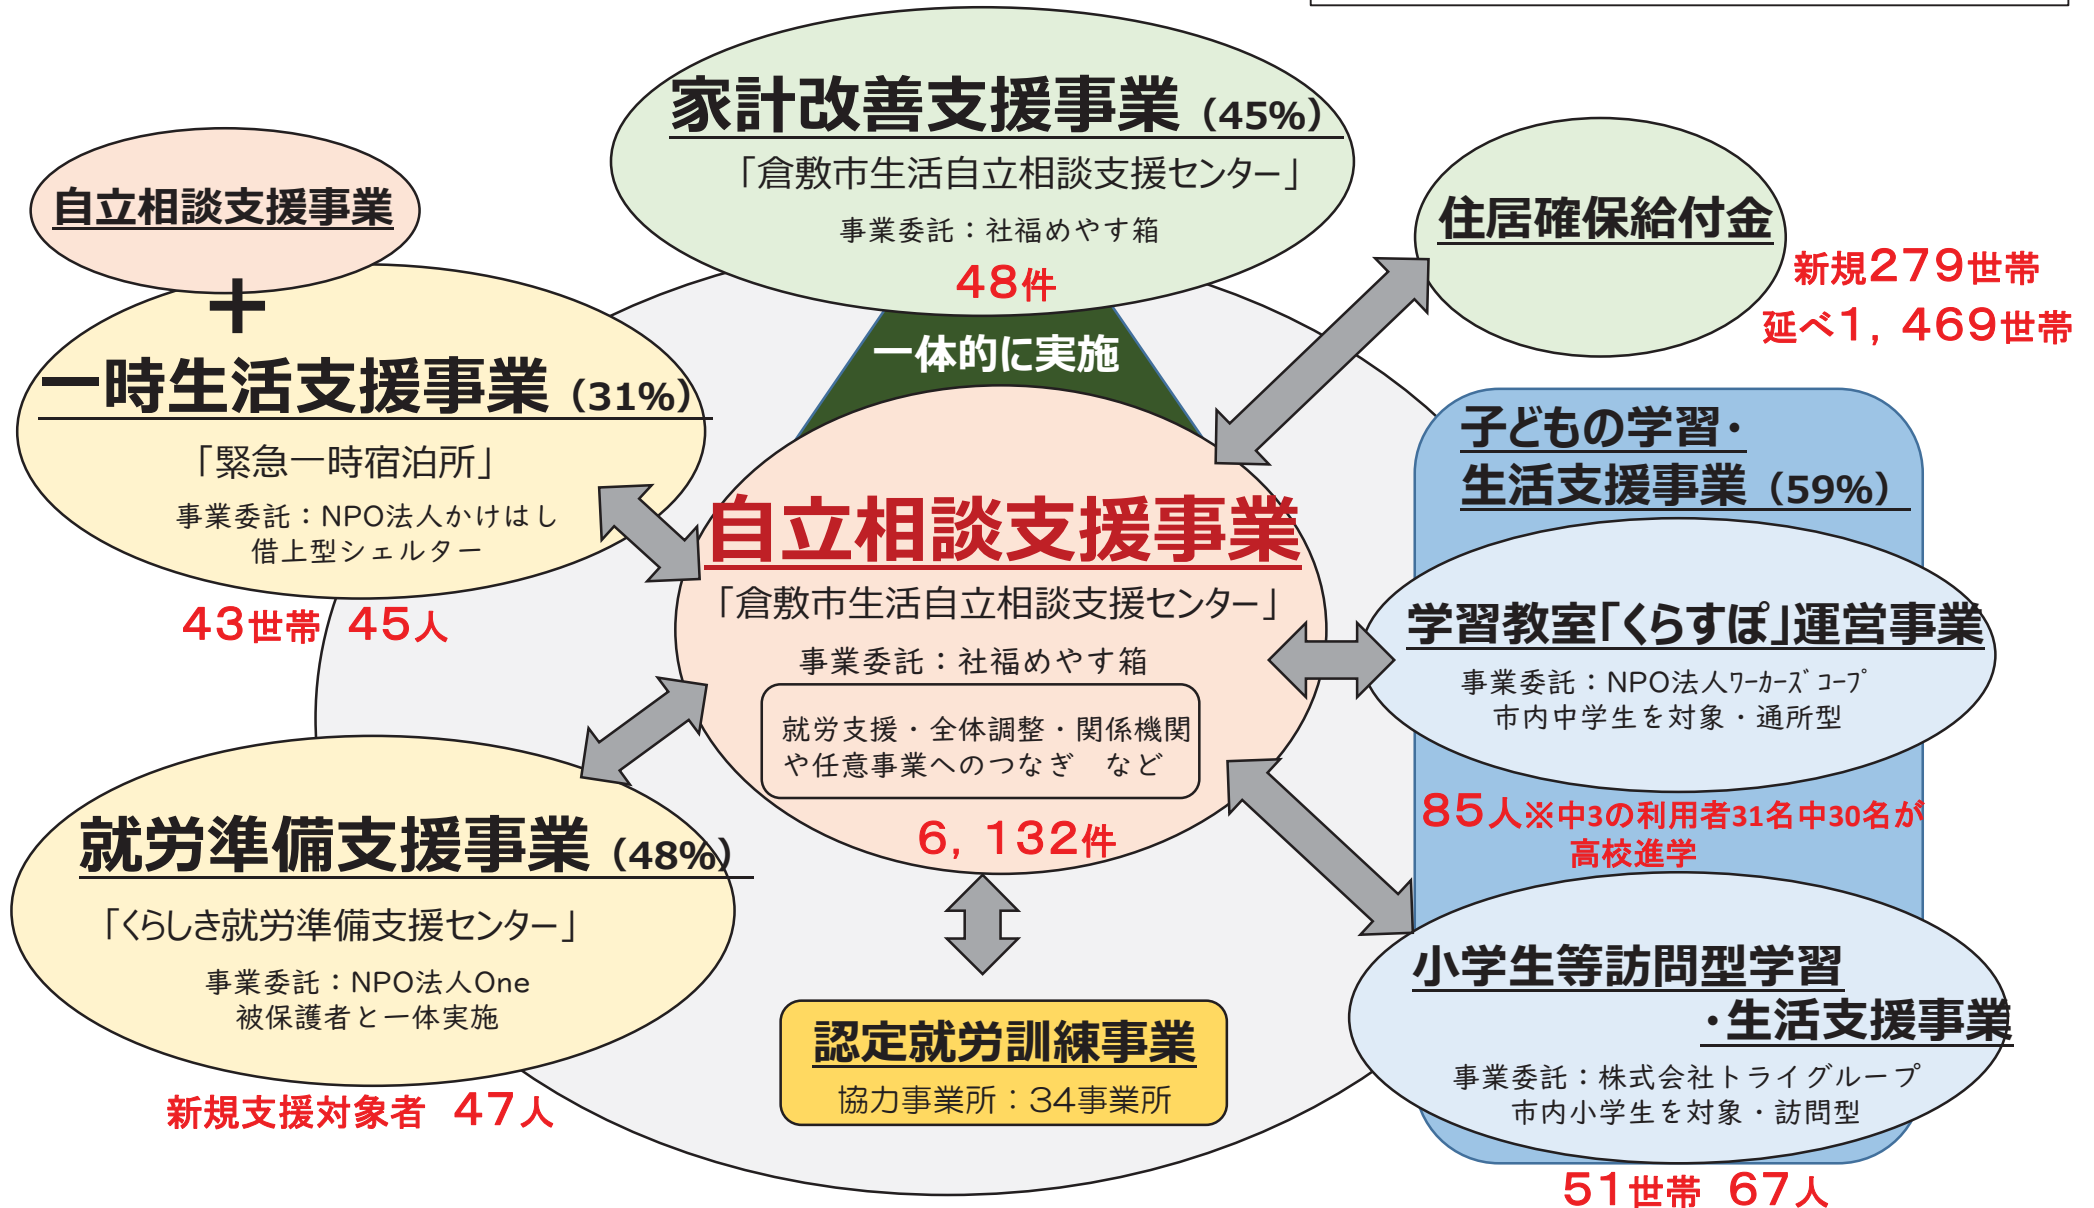 家計改善支援事業（45%）
「倉敷市生活自立相談支援センター」
事業委託：社福めやす箱
48件
一体的に実施
自立相談支援事業
＋
一時生活支援事業（31%）
「緊急一時宿泊所」
事業委託：NPO法人かけはし
借上型シェルター
43世帯　45人
住居確保給付金
新規279世帯
延べ1，469世帯
自立相談支援事業
「倉敷市生活自立相談支援センター」
事業委託：社福めやす箱
就労支援・全体調整・関係機関
や任意事業へのつなぎ　など
6，132件
子どもの学習・
生活支援事業（59%）
学習教室「くらすぽ」運営事業
事業委託：NPO法人ﾜｰｶｰｽﾞｺｰﾌﾟ
市内中学生を対象・通所型
85人※中3の利用者31名中30名が
高校進学
小学生等訪問型学習
・生活支援事業
事業委託：株式会社トライグループ
市内小学生を対象・訪問型
51世帯　67人
就労準備支援事業（48%）
「くらしき就労準備支援センター」
事業委託：NPO法人One
被保護者と一体実施
新規支援対象者　47人
認定就労訓練事業
協力事業所：34事業所